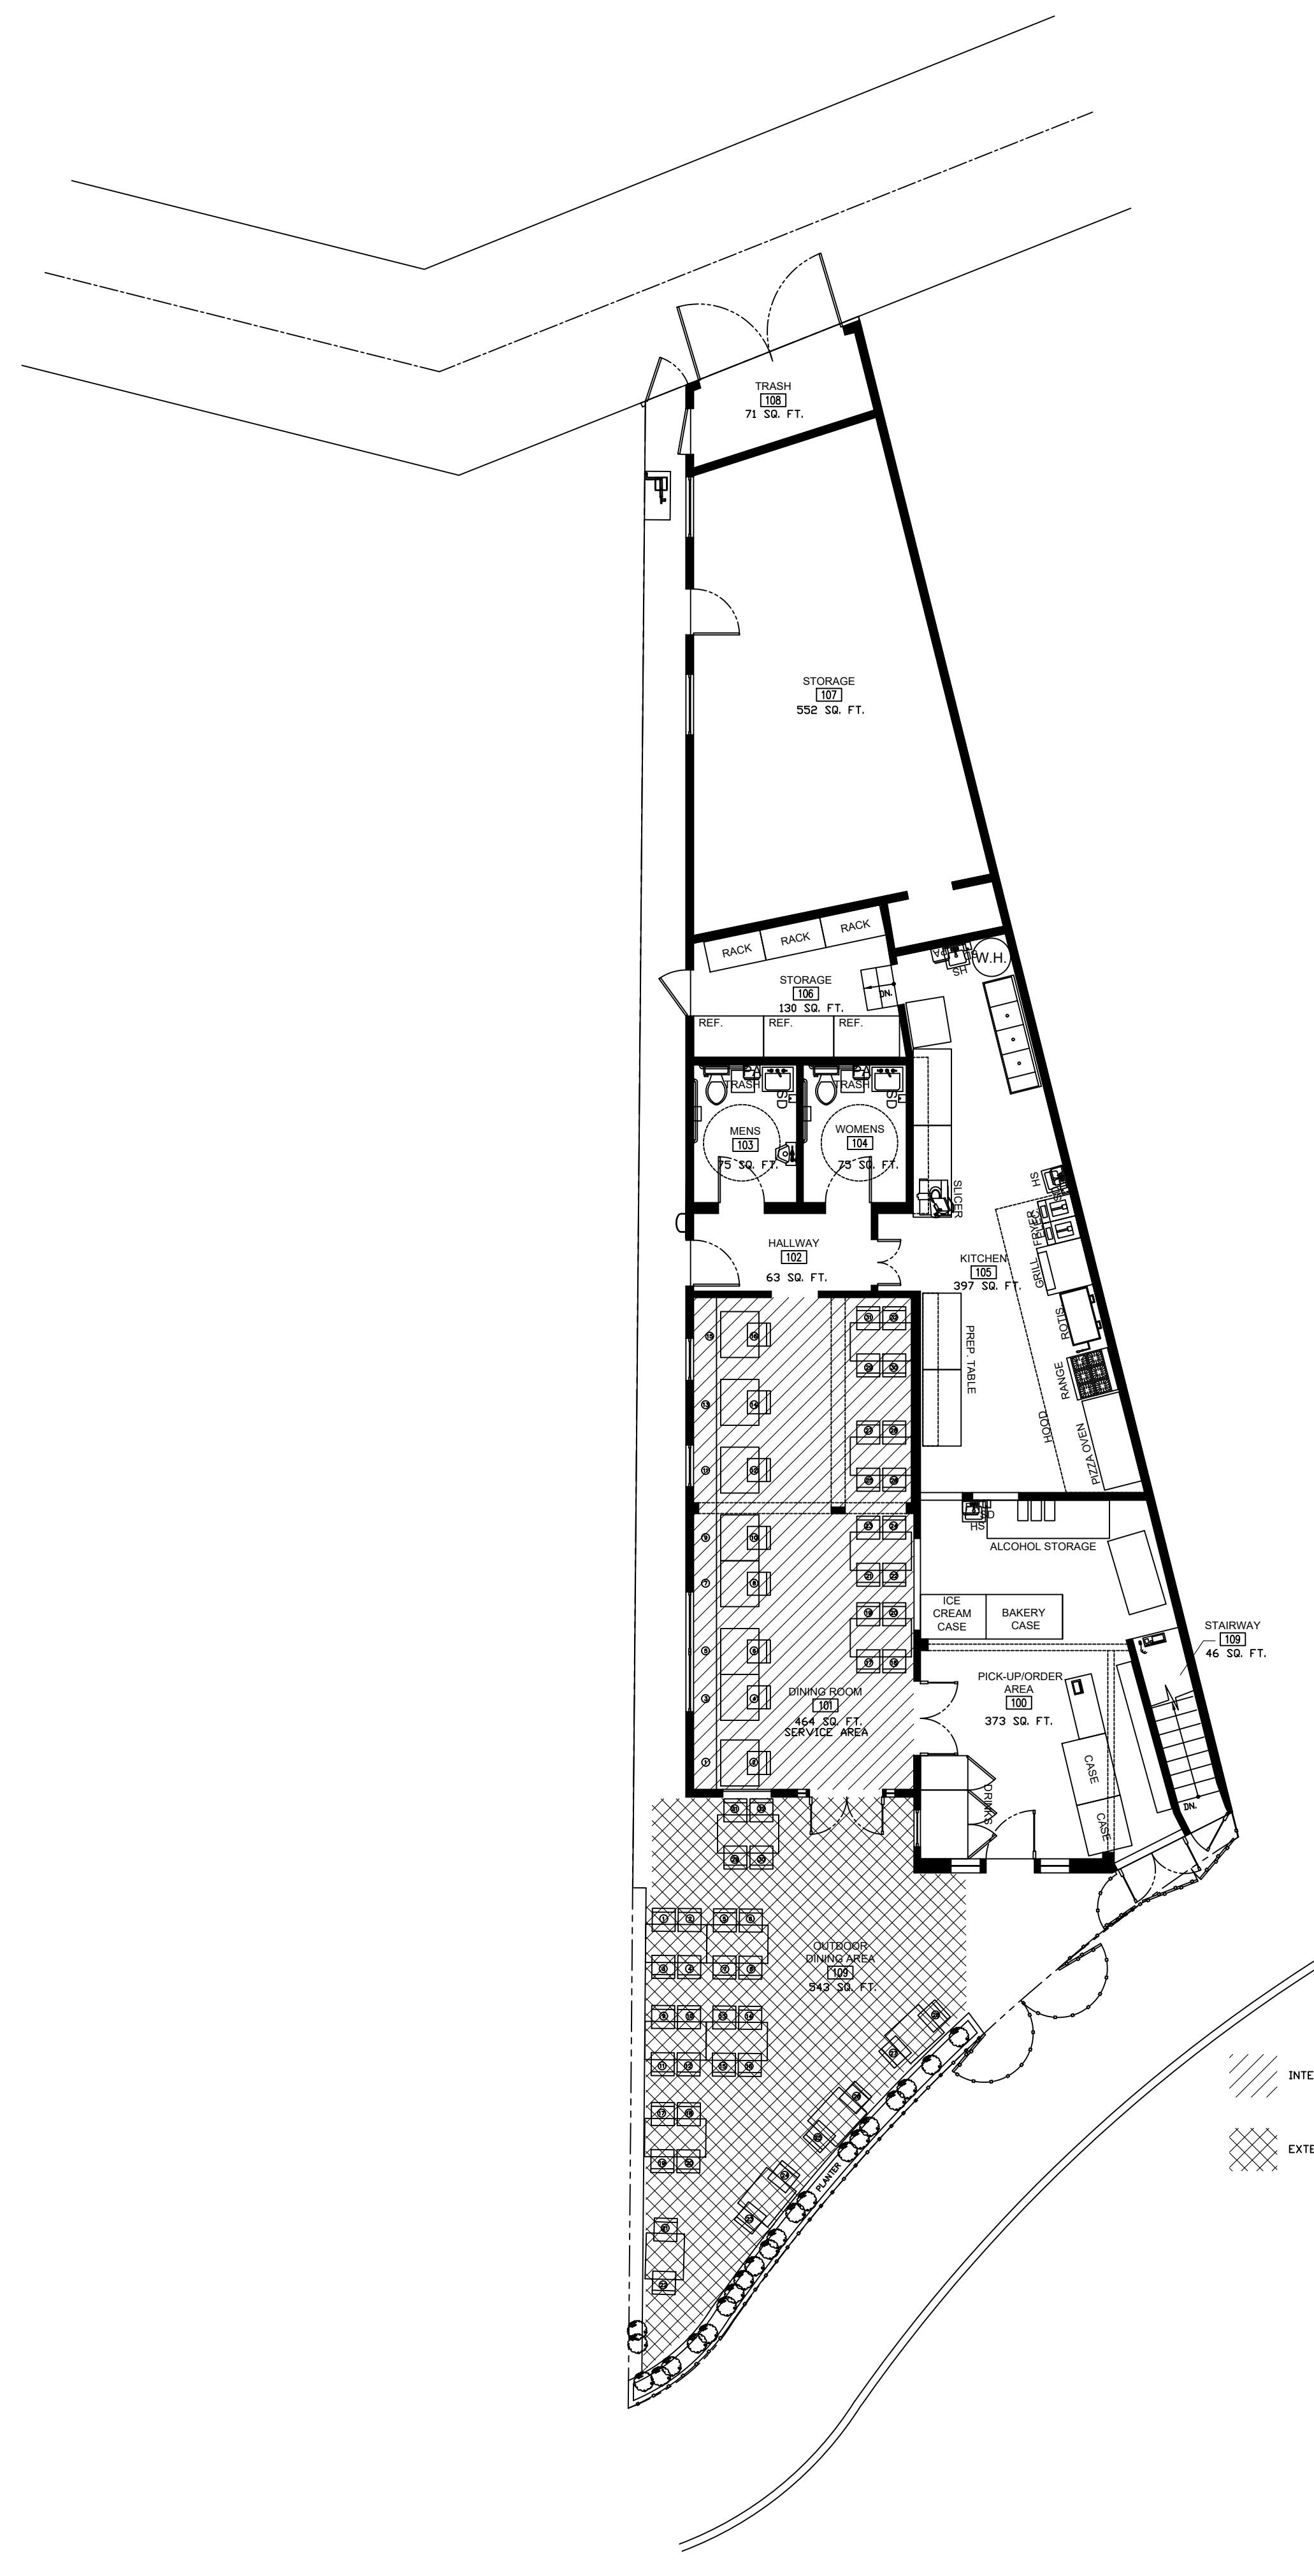 TRASH
108
71 SQ. FT.
STORAGE
107
552 SQ. FT.
RACK
RACK
RACK
W.H.
HS
STORAGE
106
130 SQ. FT.
DN.
REF.
REF.
REF.
TRASH
SD
TRASH
SD
MENS
103
75 SQ. FT.
WOMENS
104
75 SQ. FT.
SLICER
HS
FRYER
GRILL
ROTIS.
RANGE
PIZZA OVEN
HOOD
HALLWAY
102
63 SQ. FT.
KITCHEN
105
397 SQ. FT.
PREP. TABLE
SD
HS
ALCOHOL STORAGE
ICE
CREAM
CASE
BAKERY
CASE
STAIRWAY
109
46 SQ. FT.
PICK-UP/ORDER
AREA
100
373 SQ. FT.
DINING ROOM
101
464 SQ. FT.
SERVICE AREA
CASE
CASE
DRINKS
DN.
OUTDOOR
DINING AREA
109
543 SQ. FT.
PLANTER
INTE
EXTE